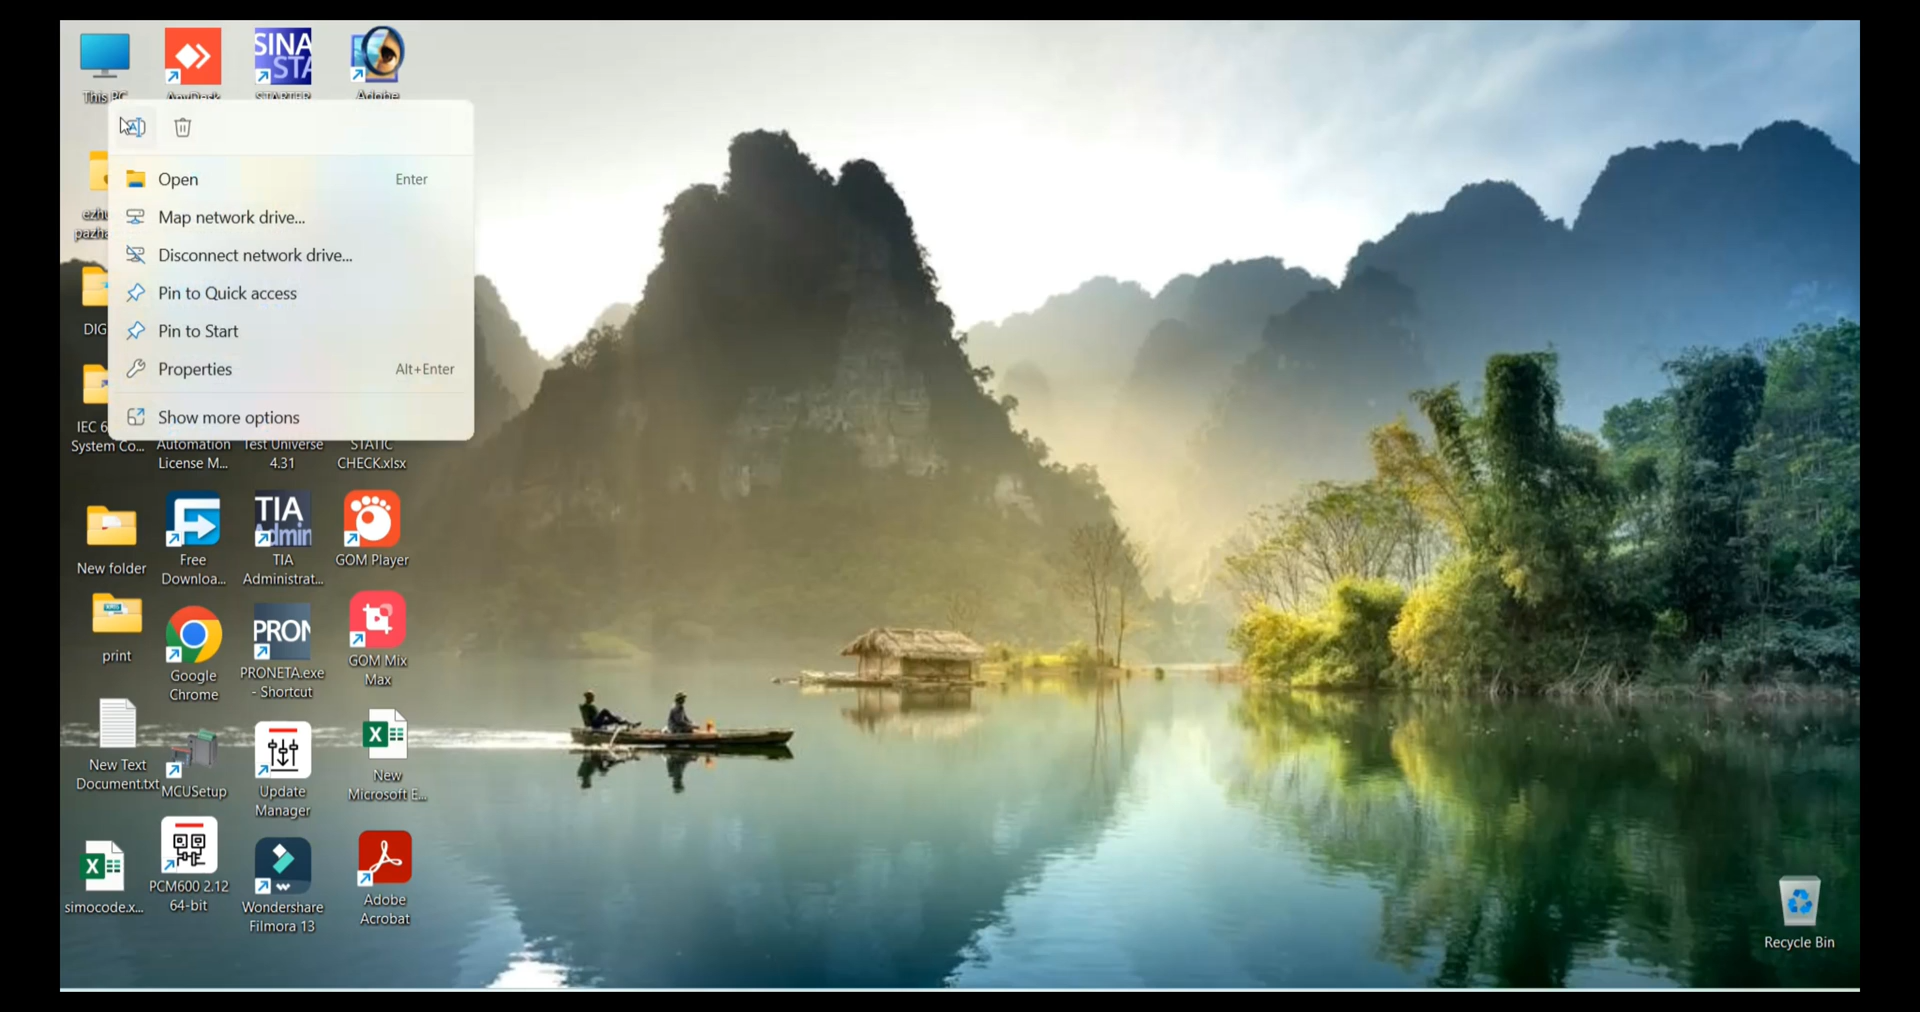 This PC
AnyDesk
SINA
STA
STARTER
Adobe
Open Enter
Map network drive...
Disconnect network drive...
Pin to Quick access
Pin to Start
Properties Alt+Enter
Show more options
DIG
IEC 6
System Co...
Automation
License M...
Test Universe
4.31
STATIC
CHECK.xlsx
New folder
Free
Downloa...
TIA
Admin
TIA
Administrat...
GOM Player
print
Google
Chrome
PRON
PRONETA.exe
- Shortcut
GOM Mix
Max
New Text
Document.txt
MCUSetup
Update
Manager
New
Microsoft E...
simocode.x...
PCM600 2.12
64-bit
Wondershare
Filmora 13
Adobe
Acrobat
Recycle Bin